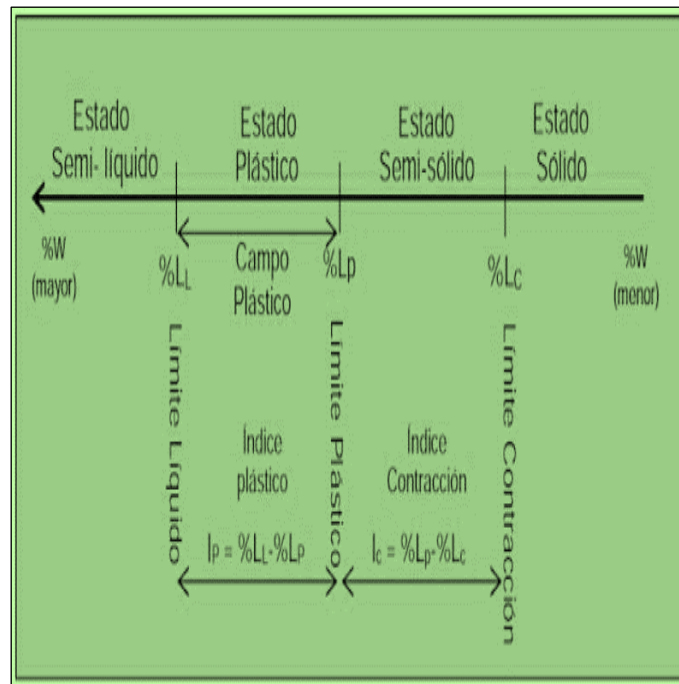 Estado
Semi- líquido
Estado
Plástico
Estado
Semi-sólido
Estado
Sólido
%W
(mayor)
%LL
Campo
Plástico
%Lp
%Lc
%W
(menor)
Límite Líquido
Límite Plástico
Límite Contracción
Índice
plástico
Índice
Contracción
IP = %LL-%LP
Ic = %Lp-%Lc